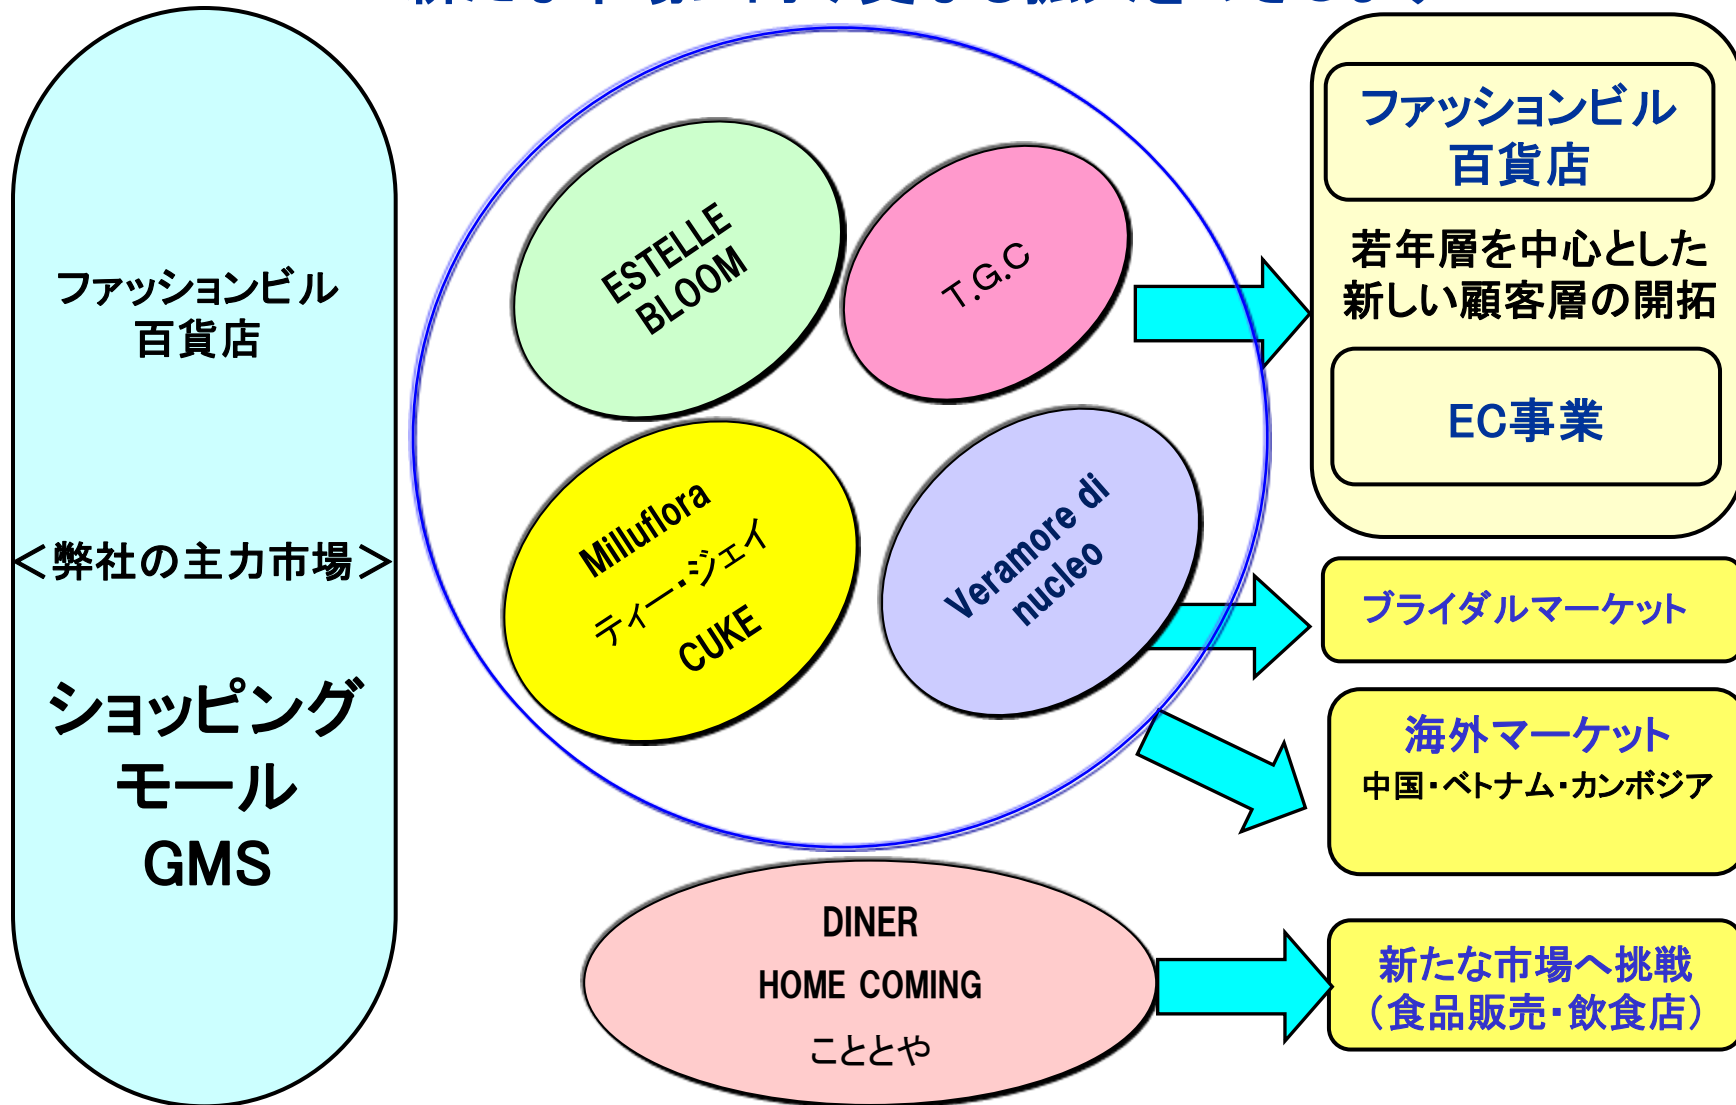 ファッションビル
百貨店
＜弊社の主力市場＞
ショッピング
モール
GMS
ESTELLE
BLOOM
T.G.C
Milluflora
ティー・ジェイ
CUKE
Veramore di
nucleo
DINER
HOME COMING
こととや
ファッションビル
百貨店
若年層を中心とした
新しい顧客層の開拓
EC事業
ブライダルマーケット
海外マーケット
中国・ベトナム・カンボジア
新たな市場へ挑戦
（食品販売・飲食店）